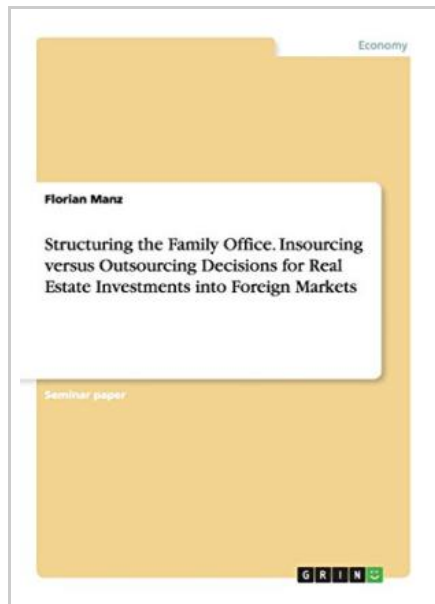 Economy
Florian Manz
Structuring the Family Office. Insourcing
versus Outsourcing Decisions for Real
Estate Investments into Foreign Markets
Seminar paper
GRIN